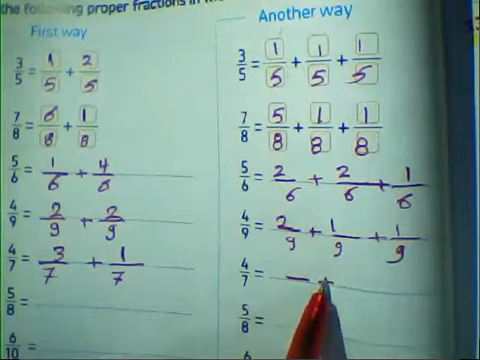 the following proper fractions in
First way
Another way
3/5 = 1/5 + 2/5
3/5 = 1/5 + 1/5 + 1/5
7/8 = 6/8 + 1/8
7/8 = 5/8 + 1/8 + 1/8
5/6 = 1/6 + 4/6
5/6 = 2/6 + 2/6 + 1/6
4/9 = 2/9 + 2/9
4/9 = 2/9 + 1/9 + 1/9
4/7 = 3/7 + 1/7
4/7 = — +
5/8 =
5/8 =
6/10
6